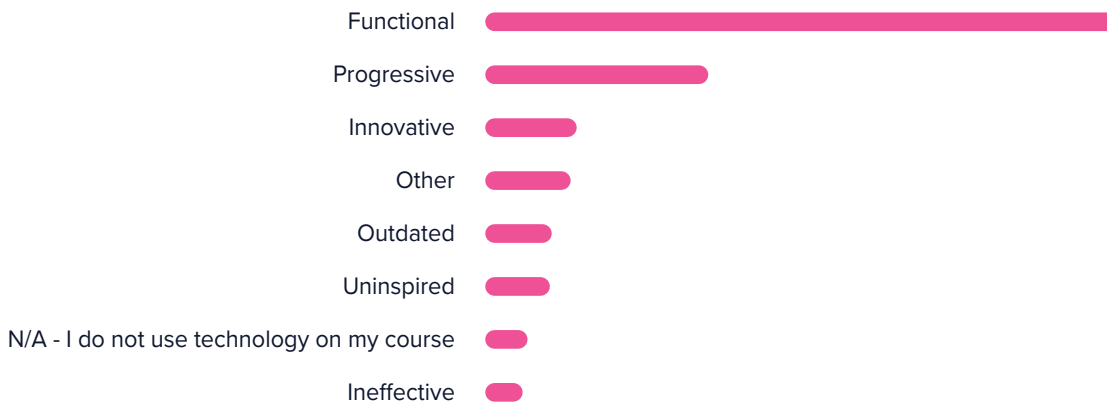 Functional
Progressive
Innovative
Other
Outdated
Uninspired
N/A - I do not use technology on my course
Ineffective